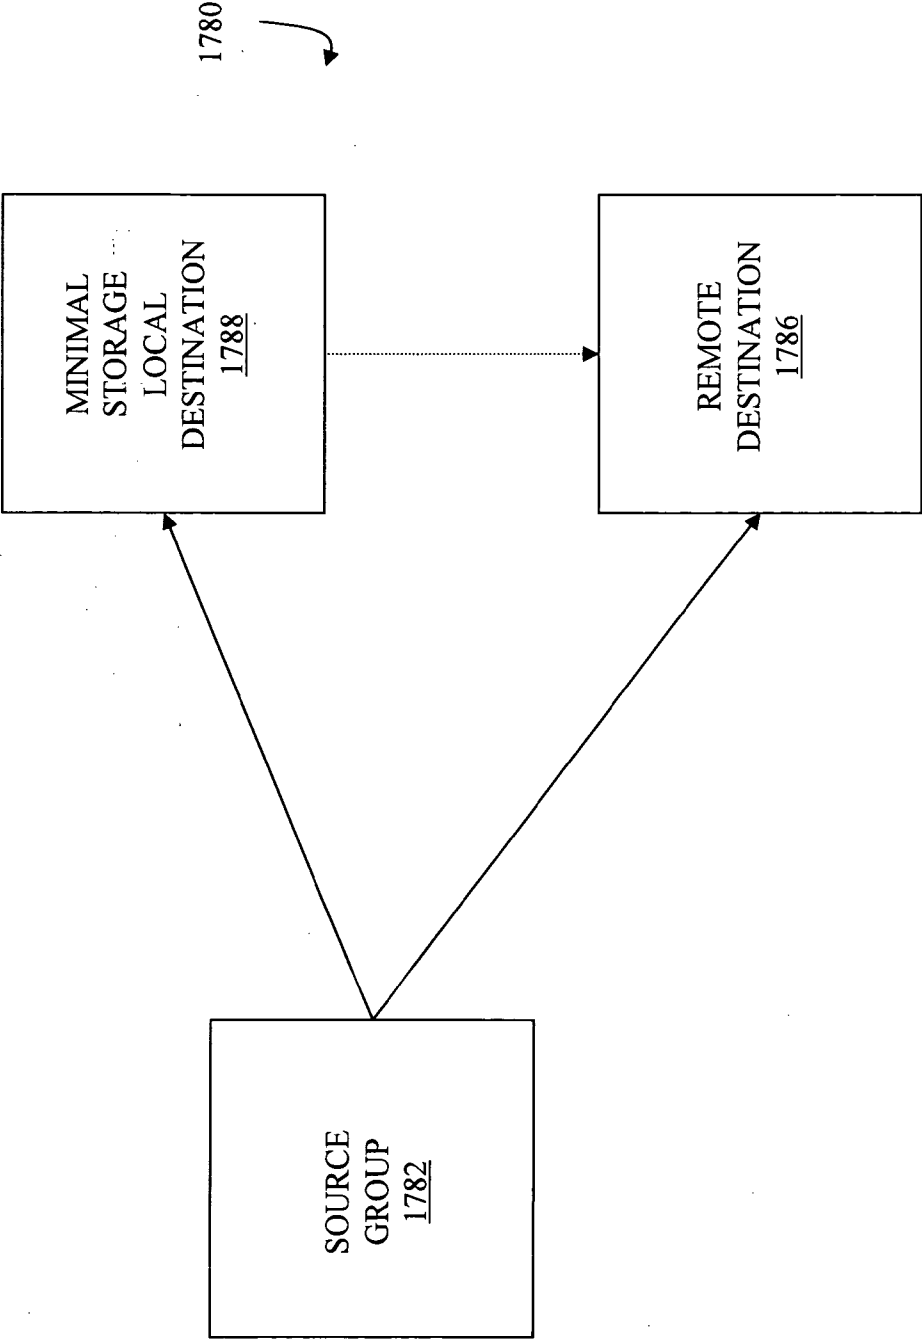 1780
MINIMAL
STORAGE
LOCAL
DESTINATION
1788
SOURCE
GROUP
1782
REMOTE
DESTINATION
1786